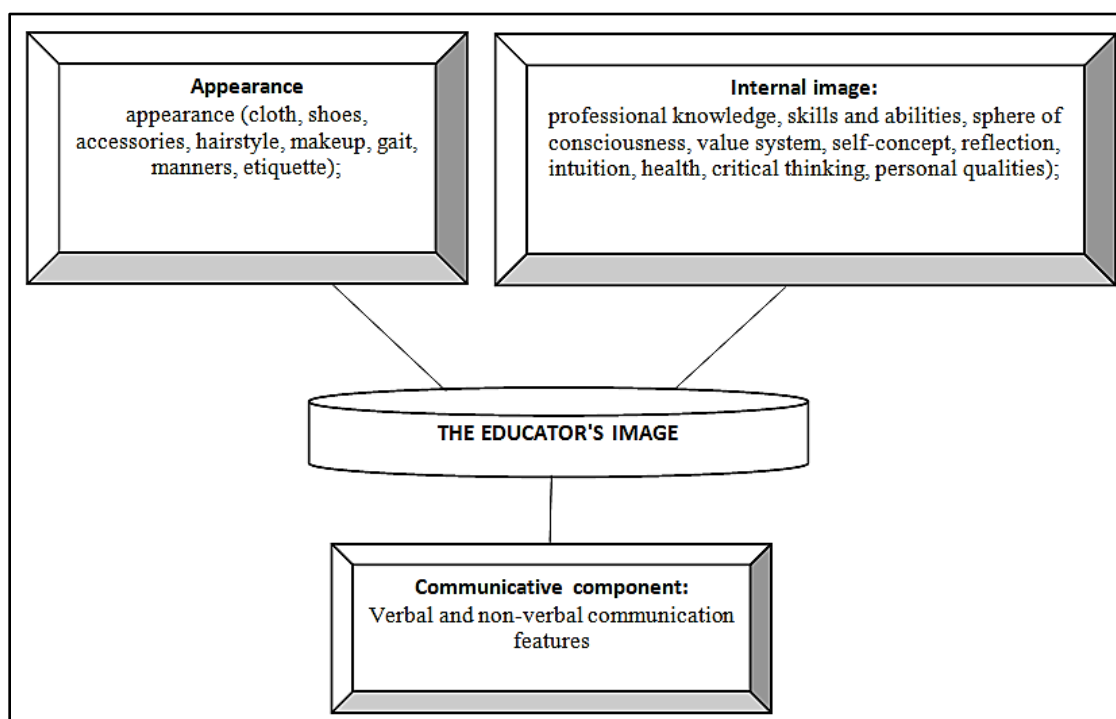 Appearance
appearance (cloth, shoes,
accessories, hairstyle, makeup, gait,
manners, etiquette);
Internal image:
professional knowledge, skills and abilities, sphere of
consciousness, value system, self-concept, reflection,
intuition, health, critical thinking, personal qualities);
THE EDUCATOR'S IMAGE
Communicative component:
Verbal and non-verbal communication
features